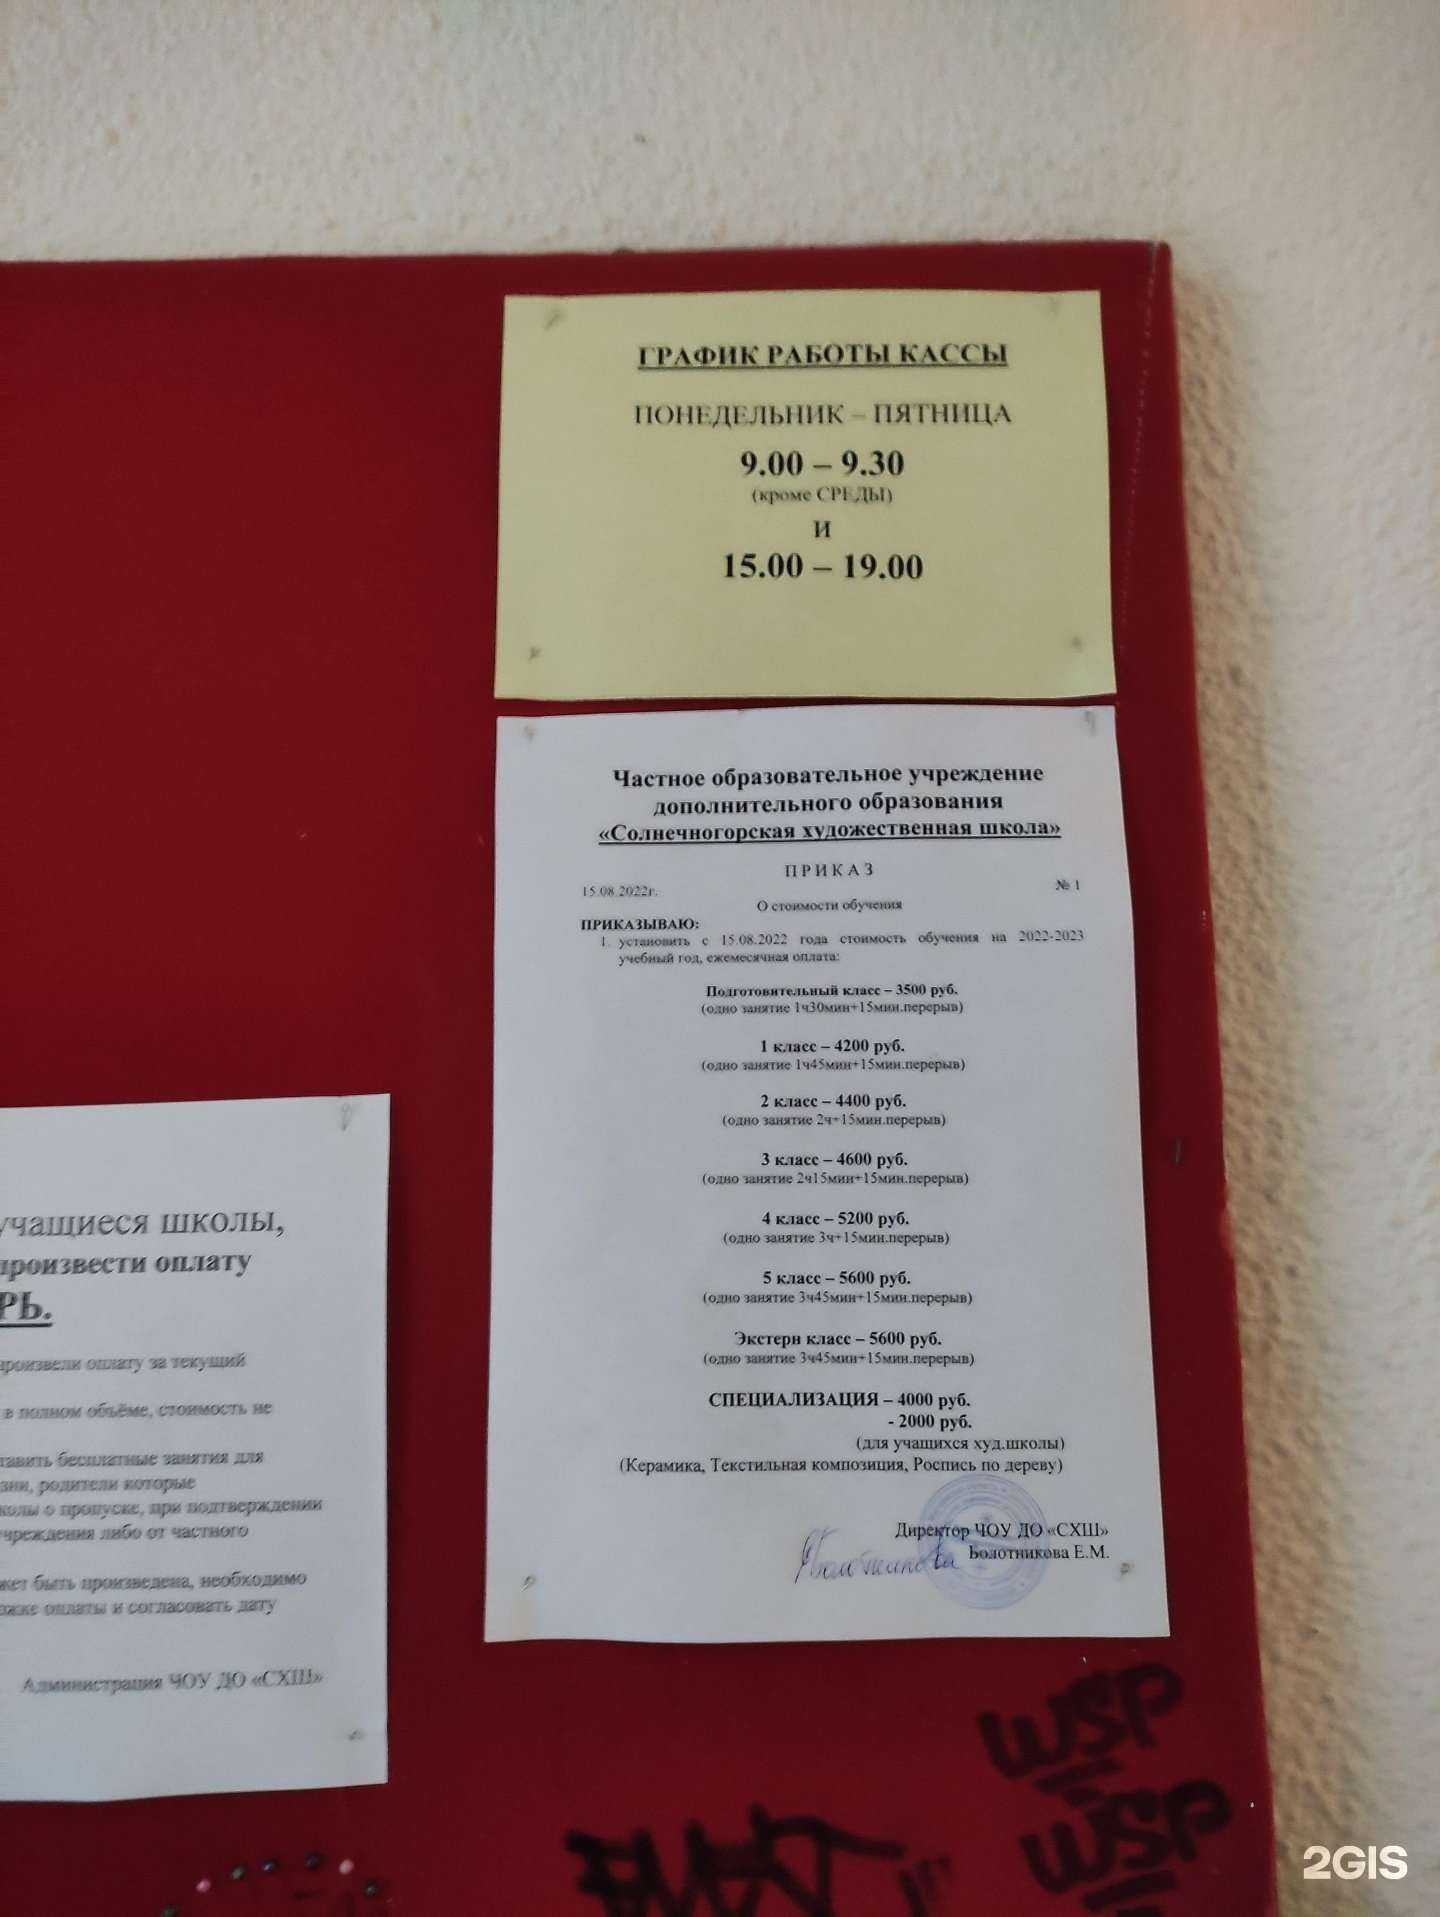 ГРАФИК РАБОТЫ КАССЫ
ПОНЕДЕЛЬНИК – ПЯТНИЦА
9.00 – 9.30
(кроме СРЕДЫ)
И
15.00 – 19.00
Частное образовательное учреждение
дополнительного образования
«Солнечногорская художественная школа»
ПРИКАЗ
15.08.2022г. № 1
О стоимости обучения
ПРИКАЗЫВАЮ:
1. установить с 15.08.2022 года стоимость обучения на 2022-2023
учебный год, ежемесячная оплата:
Подготовительный класс – 3500 руб.
(одно занятие 1ч30мин+15мин.перерыв)
1 класс – 4200 руб.
(одно занятие 1ч45мин+15мин.перерыв)
2 класс – 4400 руб.
(одно занятие 2ч+15мин.перерыв)
3 класс – 4600 руб.
(одно занятие 2ч15мин+15мин.перерыв)
4 класс – 5200 руб.
(одно занятие 3ч+15мин.перерыв)
5 класс – 5600 руб.
(одно занятие 3ч45мин+15мин.перерыв)
Экстерн класс – 5600 руб.
(одно занятие 3ч45мин+15мин.перерыв)
СПЕЦИАЛИЗАЦИЯ – 4000 руб.
- 2000 руб.
(для учащихся худ.школы)
(Керамика, Текстильная композиция, Роспись по дереву)
Директор ЧОУ ДО «СХШ»
Болотникова Болотникова Е.М.
учащиеся школы,
произвести оплату
РЬ.
произвели оплату за текущий
в полном объёме, стоимость не
тавить бесплатные занятия для
зни, родители которые
колы о пропуске, при подтверждении
чреждения либо от частного
жет быть произведена, необходимо
жке оплаты и согласовать дату
Администрация ЧОУ ДО «СХШ»
WSP
WSP
2GIS